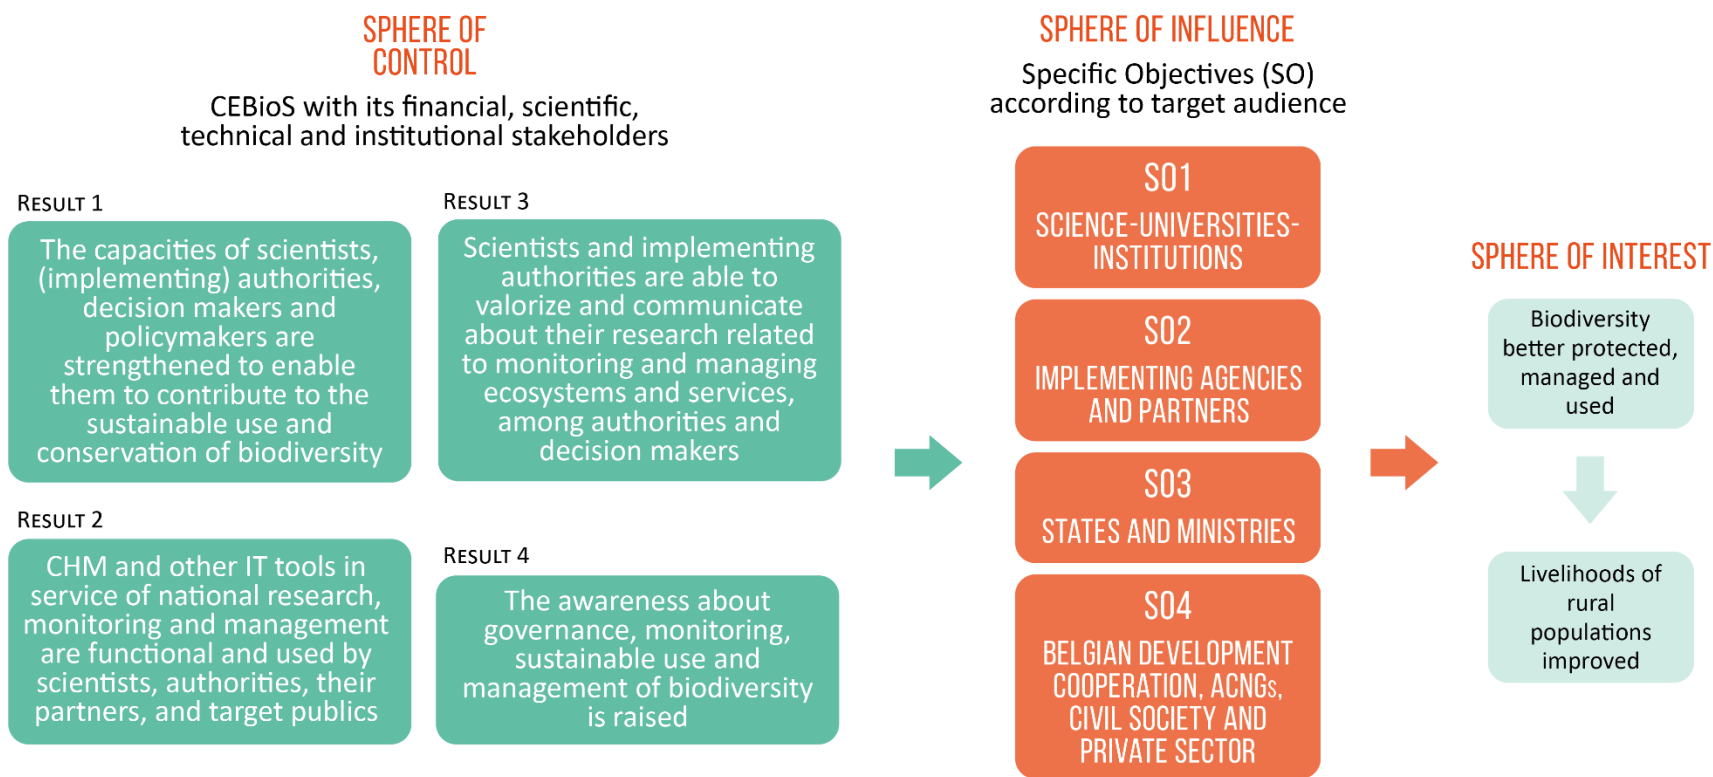 SPHERE OF
CONTROL
CEBioS with its financial, scientific,
technical and institutional stakeholders
RESULT 1
The capacities of scientists,
(implementing) authorities,
decision makers and
policymakers are
strengthened to enable
them to contribute to the
sustainable use and
conservation of biodiversity
RESULT 2
CHM and other IT tools in
service of national research,
monitoring and management
are functional and used by
scientists, authorities, their
partners, and target publics
RESULT 3
Scientists and implementing
authorities are able to
valorize and communicate
about their research related
to monitoring and managing
ecosystems and services,
among authorities and
decision makers
RESULT 4
The awareness about
governance, monitoring,
sustainable use and
management of biodiversity
is raised
SPHERE OF INFLUENCE
Specific Objectives (SO)
according to target audience
SO1
SCIENCE-UNIVERSITIES-
INSTITUTIONS
SO2
IMPLEMENTING AGENCIES
AND PARTNERS
SO3
STATES AND MINISTRIES
SO4
BELGIAN DEVELOPMENT
COOPERATION, ACNGs,
CIVIL SOCIETY AND
PRIVATE SECTOR
SPHERE OF INTEREST
Biodiversity
better protected,
managed and
used
Livelihoods of
rural
populations
improved